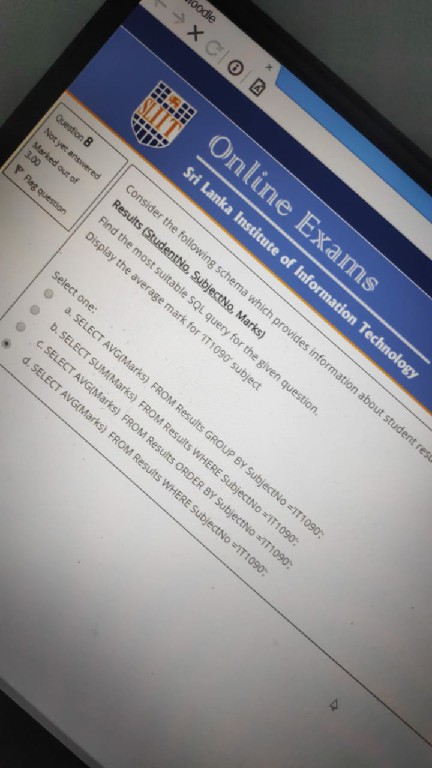 oodle
SLIIT
Online Exams
Sri Lanka Institute of Information Technology
Question 8
Not yet answered
Marked out of
3.00
Flag question
Consider the following schema which provides information about student
Results (StudentNo, SubjectNo, Marks)
Find the most suitable SQL query for the given question.
Display the average mark for 'IT1090' subject
Select one:
a. SELECT AVG(Marks) FROM Results GROUP BY SubjectNo ='IT1090';
b. SELECT SUM(Marks) FROM Results WHERE SubjectNo ='IT1090';
c. SELECT AVG(Marks) FROM Results ORDER BY SubjectNo ='IT1090';
d. SELECT AVG(Marks) FROM Results WHERE SubjectNo ='IT1090';